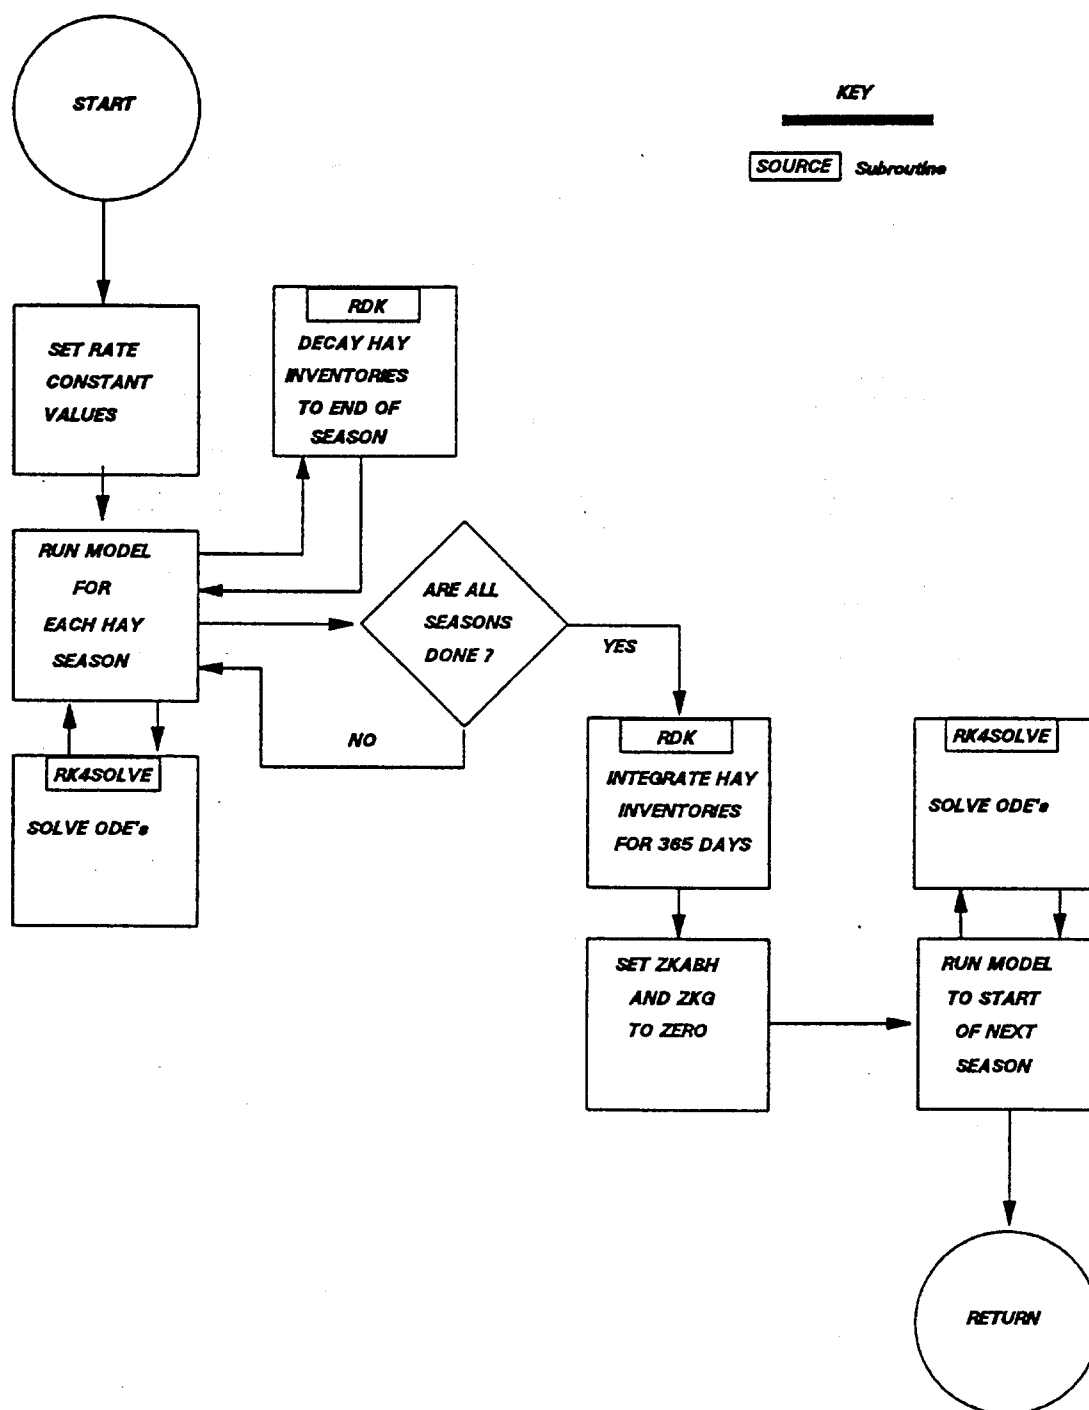 START
KEY
SOURCE Subroutine
SET RATE
CONSTANT
VALUES
RDK
DECAY HAY
INVENTORIES
TO END OF
SEASON
RUN MODEL
FOR
EACH HAY
SEASON
ARE ALL
SEASONS
DONE ?
YES
NO
RK4SOLVE
SOLVE ODE's
RDK
INTEGRATE HAY
INVENTORIES
FOR 365 DAYS
RK4SOLVE
SOLVE ODE's
SET ZKABH
AND ZKG
TO ZERO
RUN MODEL
TO START
OF NEXT
SEASON
RETURN